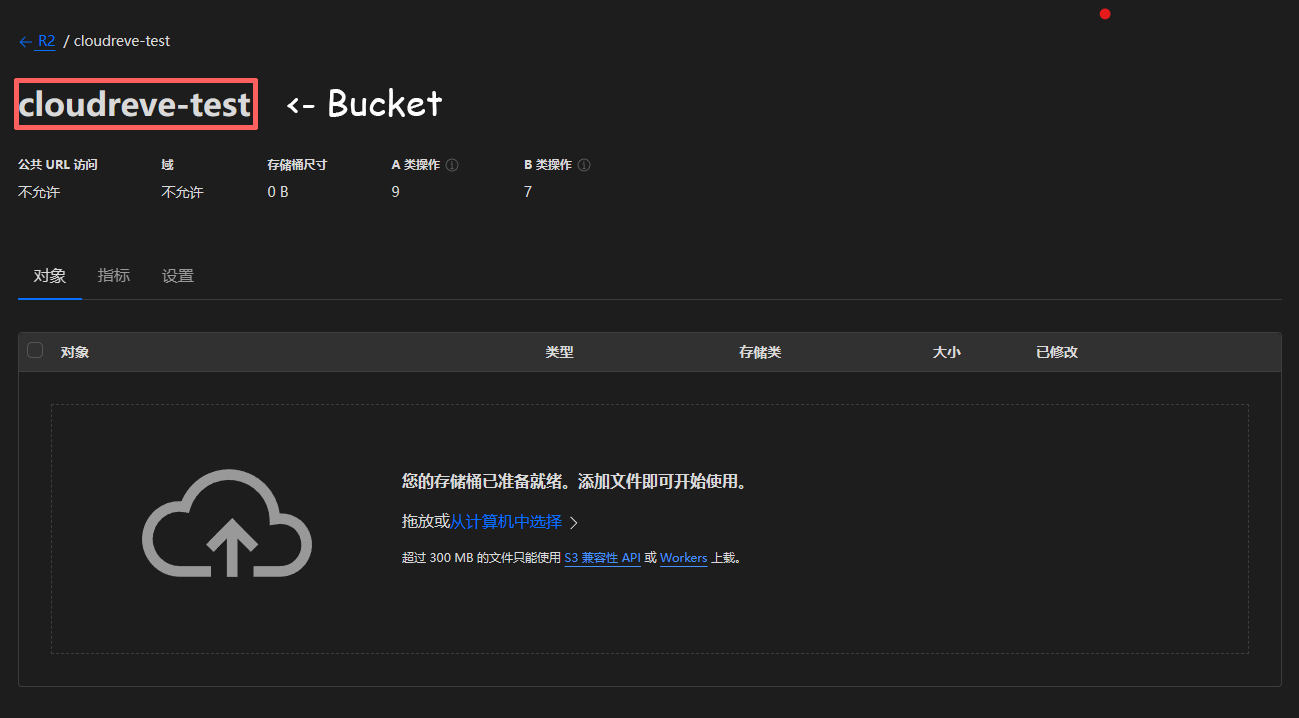 ← R2 / cloudreve-test
cloudreve-test <- Bucket
公共 URL 访问 域 存储桶尺寸 A 类操作 B 类操作
不允许 不允许 0 B 9 7
对象 指标 设置
对象 类型 存储类 大小 已修改
您的存储桶已准备就绪。添加文件即可开始使用。
拖放或从计算机中选择
超过 300 MB 的文件只能使用 S3 兼容性 API 或 Workers 上载。